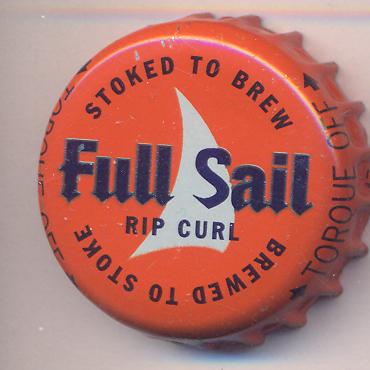 STOKED TO BREW
Full Sail
RIP CURL
BREWED TO STOKE
TORQUE OFF
TORQUE OFF